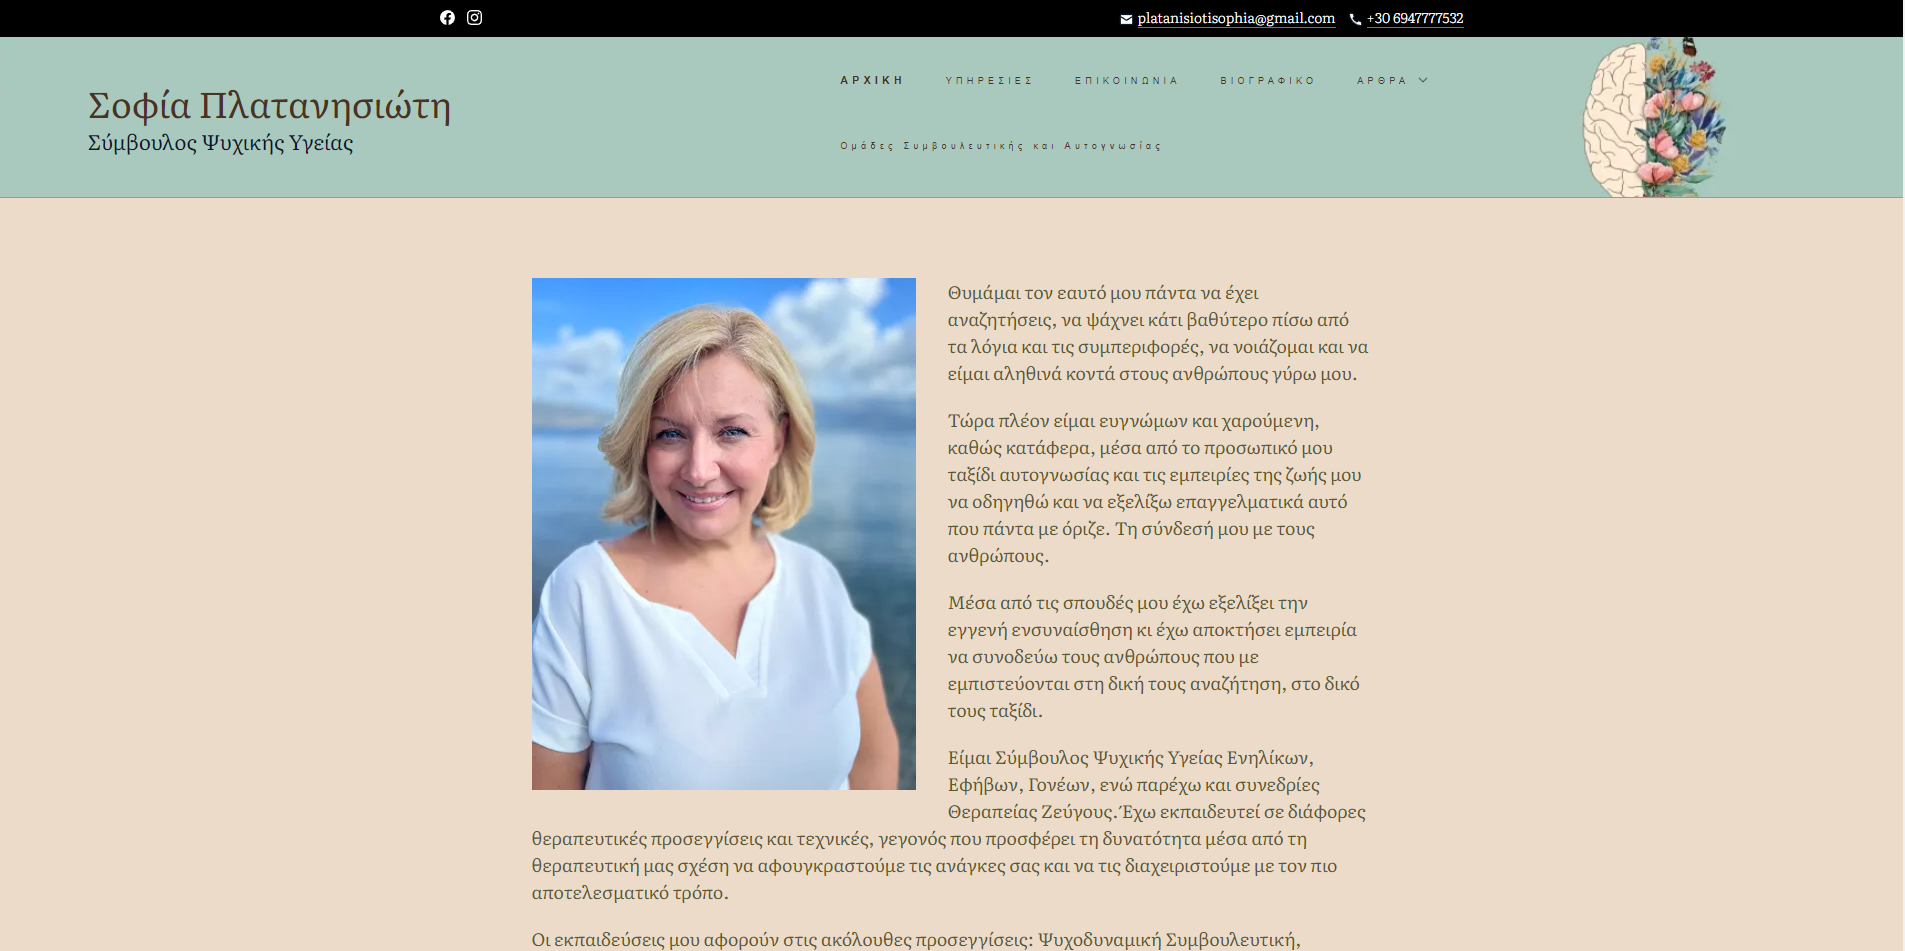 platanisiotisophia@gmail.com +30 6947777532
ΑΡΧΙΚΗ ΥΠΗΡΕΣΙΕΣ ΕΠΙΚΟΙΝΩΝΙΑ ΒΙΟΓΡΑΦΙΚΟ ΑΡΘΡΑ
Σοφία Πλατανησιώτη
Σύμβουλος Ψυχικής Υγείας
Ομάδες Συμβουλευτικής και Αυτογνωσίας
Θυμάμαι τον εαυτό μου πάντα να έχει
αναζητήσεις, να ψάχνει κάτι βαθύτερο πίσω από
τα λόγια και τις συμπεριφορές, να νοιάζομαι και να
είμαι αληθινά κοντά στους ανθρώπους γύρω μου.
Τώρα πλέον είμαι ευγνώμων και χαρούμενη,
καθώς κατάφερα, μέσα από το προσωπικό μου
ταξίδι αυτογνωσίας και τις εμπειρίες της ζωής μου
να οδηγηθώ και να εξελίξω επαγγελματικά αυτό
που πάντα με όριζε. Τη σύνδεσή μου με τους
ανθρώπους.
Μέσα από τις σπουδές μου έχω εξελίξει την
εγγενή ενσυναίσθηση κι έχω αποκτήσει εμπειρία
να συνοδεύω τους ανθρώπους που με
εμπιστεύονται στη δική τους αναζήτηση, στο δικό
τους ταξίδι.
Είμαι Σύμβουλος Ψυχικής Υγείας Ενηλίκων,
Εφήβων, Γονέων, ενώ παρέχω και συνεδρίες
Θεραπείας Ζεύγους. Έχω εκπαιδευτεί σε διάφορες
θεραπευτικές προσεγγίσεις και τεχνικές, γεγονός που προσφέρει τη δυνατότητα μέσα από τη
θεραπευτική μας σχέση να αφουγκραστούμε τις ανάγκες σας και να τις διαχειριστούμε με τον πιο
αποτελεσματικό τρόπο.
Οι εκπαιδεύσεις μου αφορούν στις ακόλουθες προσεγγίσεις: Ψυχοδυναμική Συμβουλευτική,